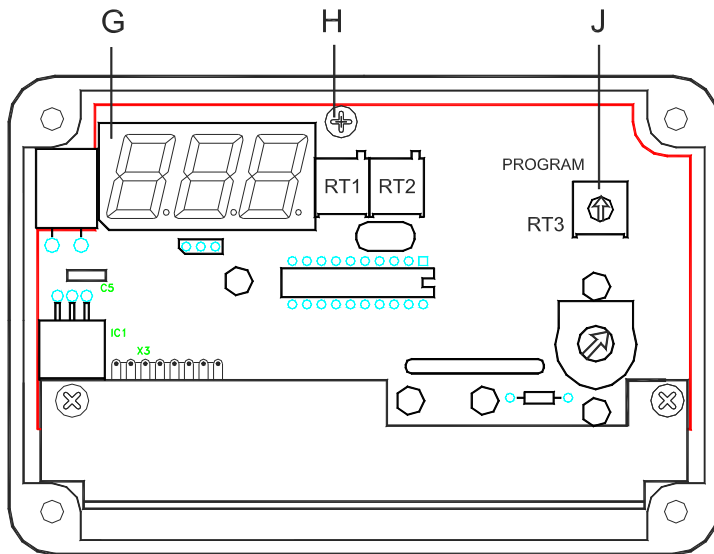 G H J
PROGRAM
RT1 RT2
RT3
C5
IC1
X3